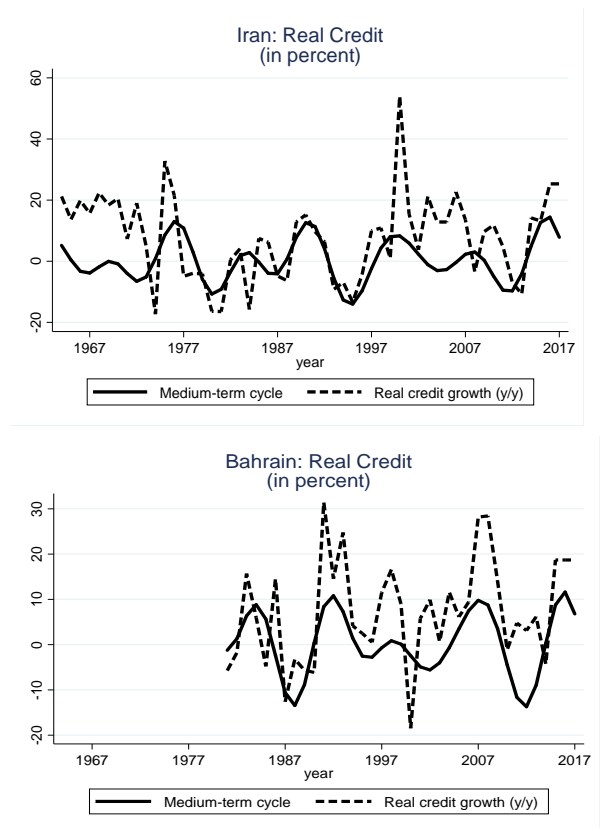 Iran: Real Credit
(in percent)
60
40
20
0
-20
1967 1977 1987 1997 2007 2017
year
Medium-term cycle Real credit growth (y/y)
Bahrain: Real Credit
(in percent)
30
20
10
0
-10
-20
1967 1977 1987 1997 2007 2017
year
Medium-term cycle Real credit growth (y/y)